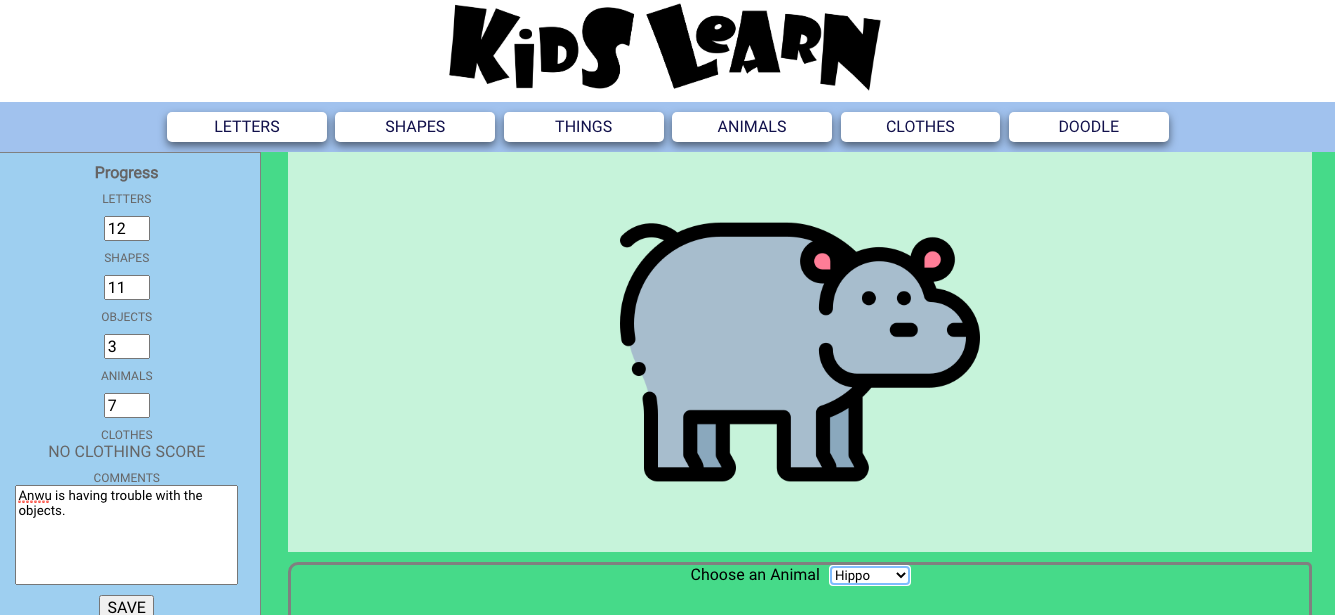 KiDS LeARN
LETTERS SHAPES THINGS ANIMALS CLOTHES DOODLE
Progress
LETTERS
12
SHAPES
11
OBJECTS
3
ANIMALS
7
CLOTHES
NO CLOTHING SCORE
COMMENTS
Anwu is having trouble with the
objects.
SAVE
Choose an Animal Hippo